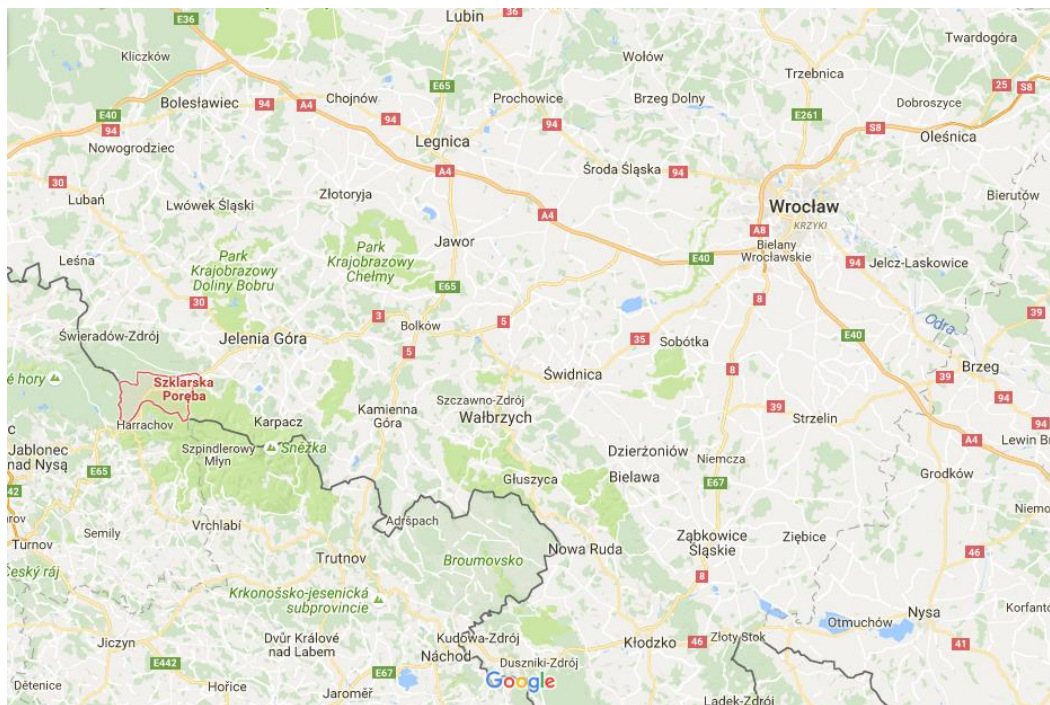 E36
Lubin
36
Twardogóra
Kliczków
Wołów
Trzebnica
E65
25
S8
Bolesławiec
94
A4
Chojnów
Prochowice
Brzeg Dolny
Dobroszyce
E40
94
94
E261
94
S8
Oleśnica
Nowogrodziec
Legnica
A4
Środa Śląska
94
30
Lubań
Złotoryja
Bierutów
Lwówek Śląski
Wrocław
KRZYKI
A4
A8
Jawor
Park
Krajobrazowy
Doliny Bobru
Park
Krajobrazowy
Chełmy
Bielany
Wrocławskie
Leśna
E40
94
Jelcz-Laskowice
E65
30
8
3
39
Odra
Świeradów-Zdrój
Jelenia Góra
Bolków
5
E40
35
Sobótka
5
é hory
Szklarska
Poręba
Świdnica
8
Brzeg
39
Szczawno-Zdrój
Wałbrzych
94
Harrachov
Karpacz
Kamienna
Góra
39
Strzelin
94
c
Jablonec
nad Nysą
Szpindlerowy
Młyn
Sněžka
A4
Lewin B
Dzierżoniów
Niemcza
E65
Głuszyca
Bielawa
E67
Grodków
442
arov
Vrchlabí
Adršpach
Niemo
Semily
Turnov
Ząbkowice
Śląskie
Ziębice
Trutnov
Broumovsko
Nowa Ruda
46
Český ráj
8
Krkonošsko-jesenická
subprovincie
Nysa
Korfanto
Otmuchów
Jiczyn
Dvůr Králové
nad Labem
Kudowa-Zdrój
Kłodzko
46
Złoty Stok
41
E442
Náchod
Duszniki-Zdrój
E67
Google
Dětenice
Hořice
Jaroměř
Lądek-Zdrój